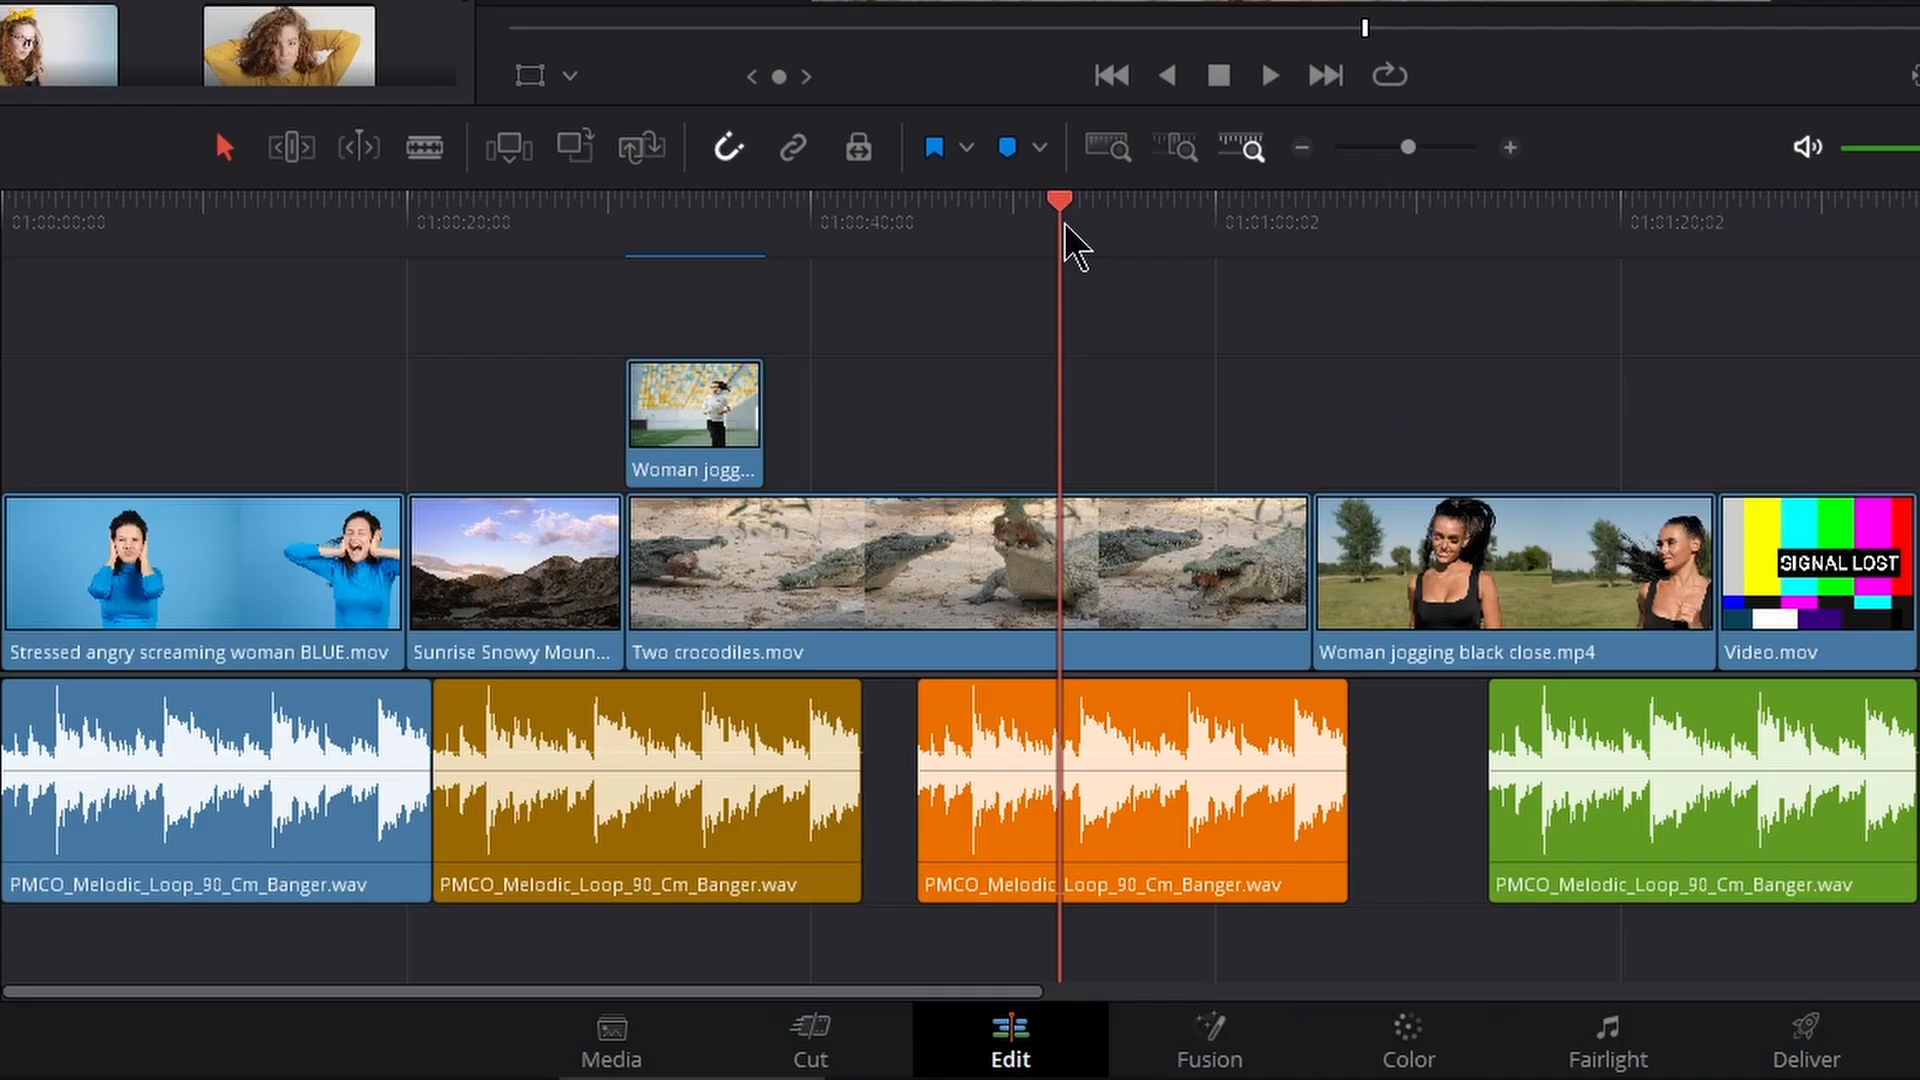 01:00:00;00 01:00:20;00 01:00:40;00 01:01:00;02 01:01:20;02
Woman jogg...
SIGNAL LOST
Stressed angry screaming woman BLUE.mov Sunrise Snowy Moun... Two crocodiles.mov Woman jogging black close.mp4 Video.mov
PMCO_Melodic_Loop_90_Cm_Banger.wav PMCO_Melodic_Loop_90_Cm_Banger.wav PMCO_Melodic_Loop_90_Cm_Banger.wav PMCO_Melodic_Loop_90_Cm_Banger.wav
Media Cut Edit Fusion Color Fairlight Deliver